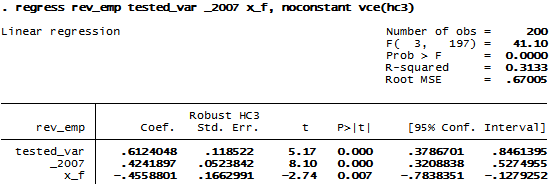 . regress rev_emp tested_var _2007 x_f, noconstant vce(hc3)
Linear regression Number of obs = 200
F( 3, 197) = 41.10
Prob > F = 0.0000
R-squared = 0.3133
Root MSE = .67005
Robust HC3
rev_emp Coef. Std. Err. t P>|t| [95% Conf. Interval]
tested_var .6124048 .118522 5.17 0.000 .3786701 .8461395
_2007 .4241897 .0523842 8.10 0.000 .3208838 .5274955
x_f -.4558801 .1662991 -2.74 0.007 -.7838351 -.1279252